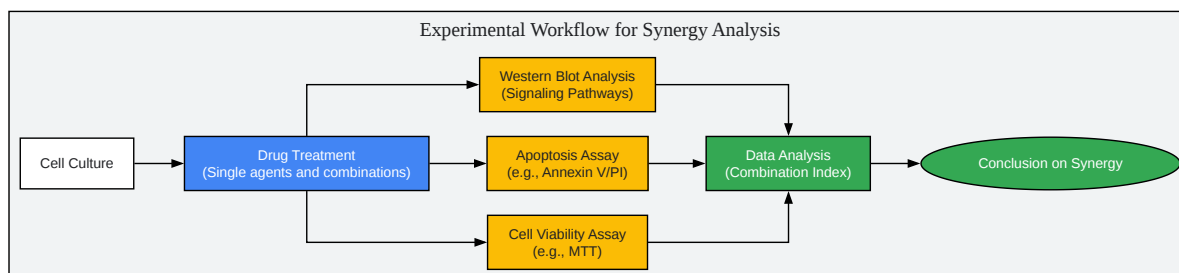 Experimental Workflow for Synergy Analysis
Western Blot Analysis
(Signaling Pathways)
Cell Culture
Drug Treatment
(Single agents and combinations)
Apoptosis Assay
(e.g., Annexin V/PI)
Data Analysis
(Combination Index)
Conclusion on Synergy
Cell Viability Assay
(e.g., MTT)